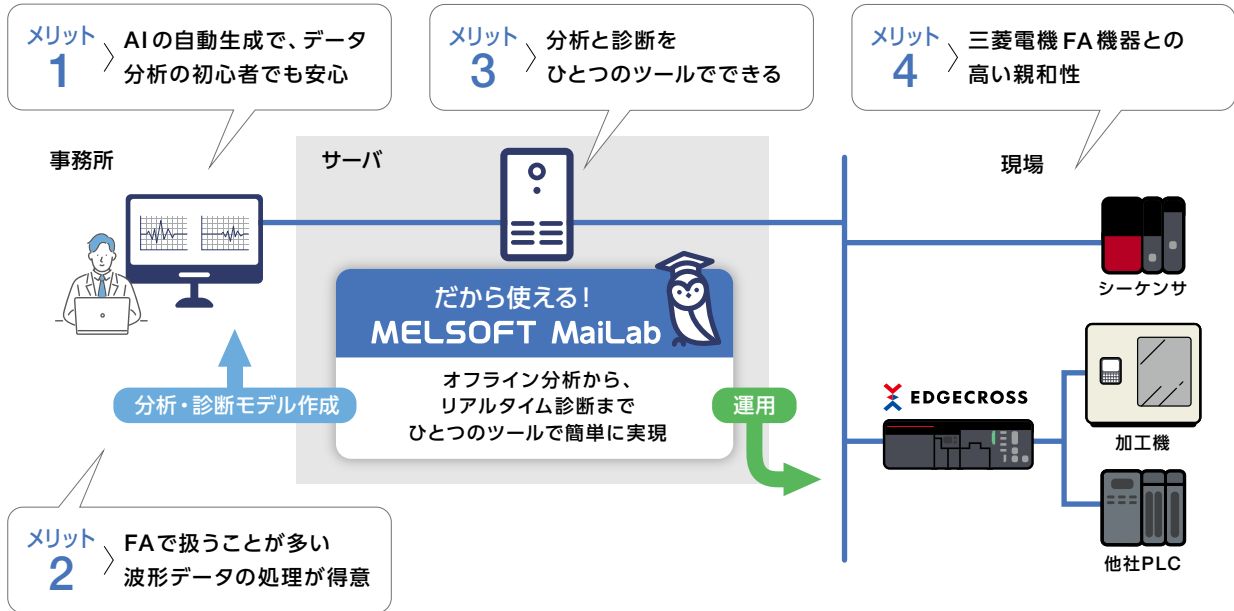 メリット
1
AIの自動生成で、データ
分析の初心者でも安心
メリット
3
分析と診断を
ひとつのツールでできる
メリット
4
三菱電機FA機器との
高い親和性
事務所
サーバ
現場
シーケンサ
だから使える!
MELSOFT MaiLab
オフライン分析から、
リアルタイム診断まで
ひとつのツールで簡単に実現
分析・診断モデル作成
運用
EDGECROSS
加工機
他社PLC
メリット
2
FAで扱うことが多い
波形データの処理が得意